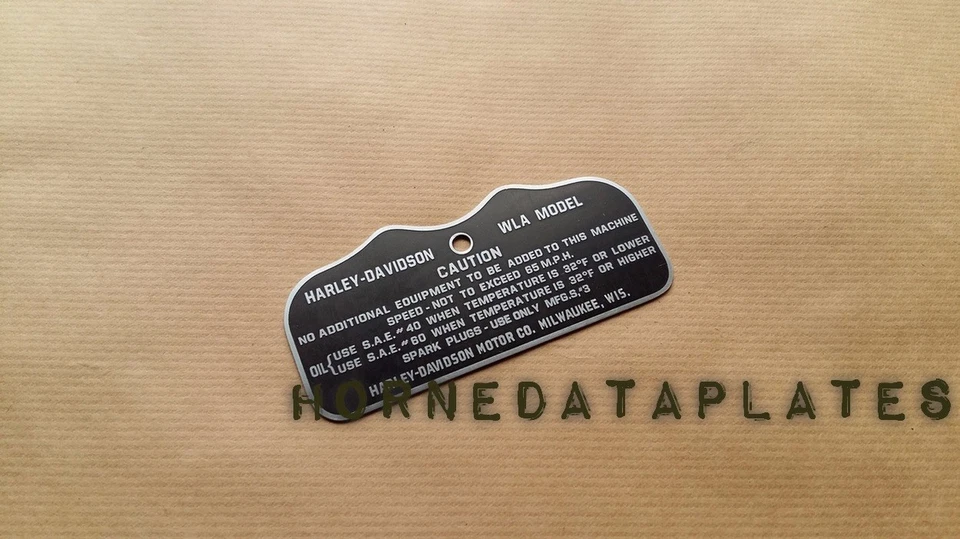 HARLEY-DAVIDSON WLA MODEL
CAUTION
NO ADDITIONAL EQUIPMENT TO BE ADDED TO THIS MACHINE
SPEED-NOT TO EXCEED 65 M.P.H.
OIL{USE S.A.E.#40 WHEN TEMPERATURE IS 32°F OR LOWER
USE S.A.E.#60 WHEN TEMPERATURE IS 32°F OR HIGHER
SPARK PLUGS-USE ONLY MFG.S.#3
HARLEY-DAVIDSON MOTOR CO. MILWAUKEE, WIS.
HORNEDATAPLATES